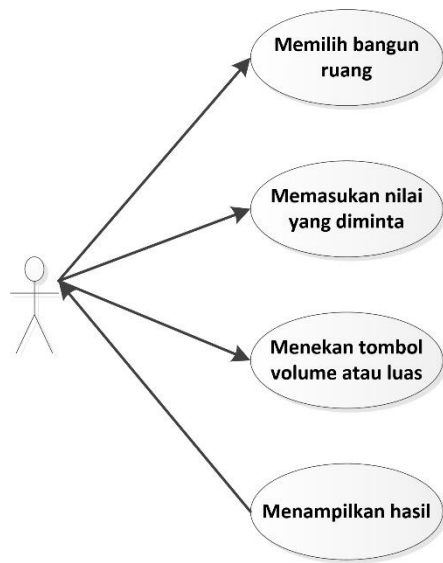 Memilih bangun
ruang
Memasukan nilai
yang diminta
Menekan tombol
volume atau luas
Menampilkan hasil